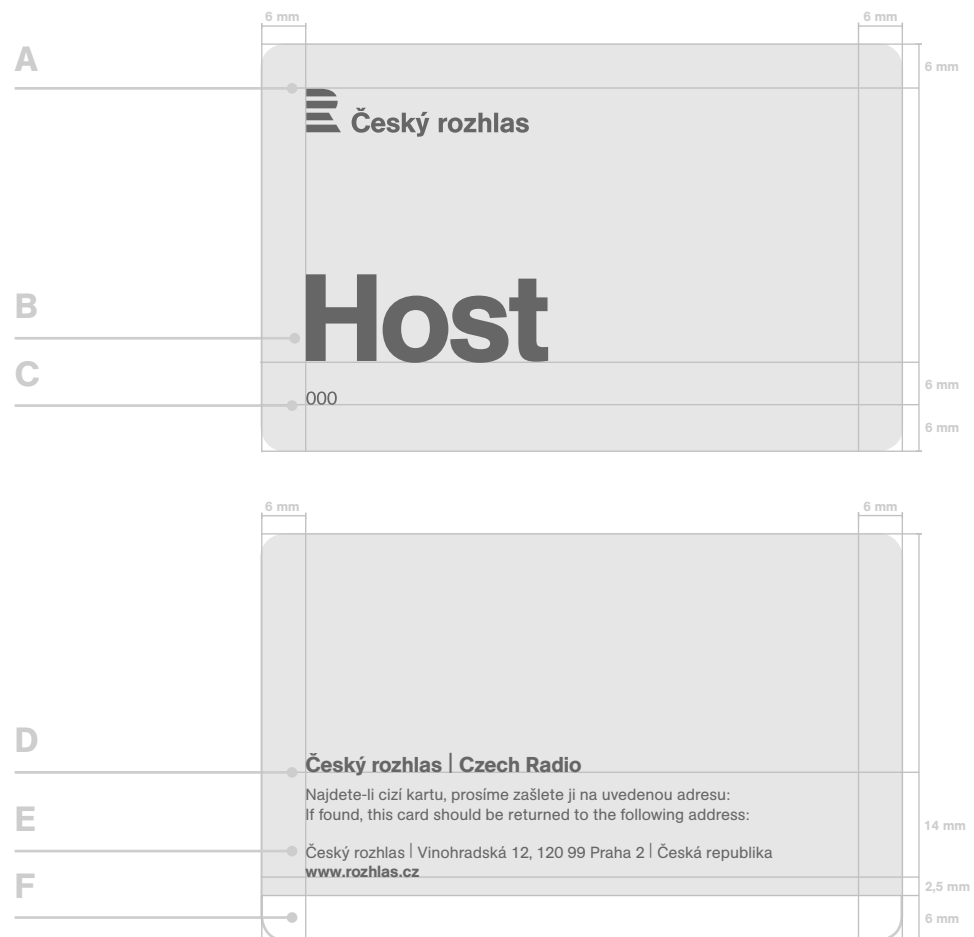 6 mm 6 mm
A
6 mm
Český rozhlas
B
Host
C
6 mm
000
6 mm
6 mm 6 mm
D
Český rozhlas | Czech Radio
Najdete-li cizí kartu, prosíme zašlete ji na uvedenou adresu:
If found, this card should be returned to the following address:
E
14 mm
Český rozhlas | Vinohradská 12, 120 99 Praha 2 | Česká republika
www.rozhlas.cz
F
2,5 mm
6 mm